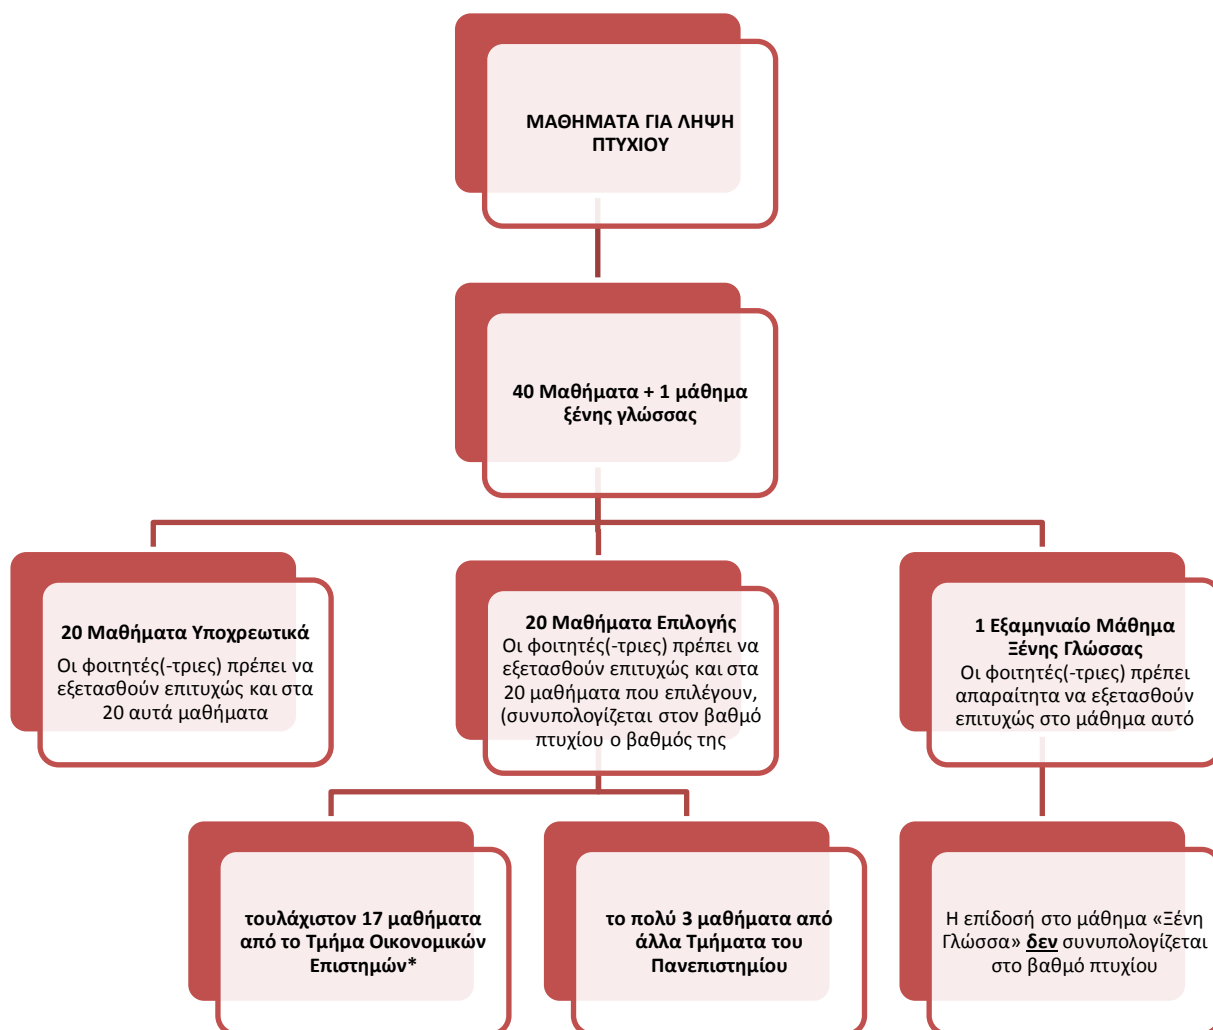 ΜΑΘΗΜΑΤΑ ΓΙΑ ΛΗΨΗ
ΠΤΥΧΙΟΥ
40 Μαθήματα + 1 μάθημα
ξένης γλώσσας
20 Μαθήματα Υποχρεωτικά
Οι φοιτητές(-τριες) πρέπει να
εξετασθούν επιτυχώς και στα
20 αυτά μαθήματα
20 Μαθήματα Επιλογής
Οι φοιτητές(-τριες) πρέπει να
εξετασθούν επιτυχώς και στα
20 μαθήματα που επιλέγουν,
(συνυπολογίζεται στον βαθμό
πτυχίου ο βαθμός της
1 Εξαμηνιαίο Μάθημα
Ξένης Γλώσσας
Οι φοιτητές(-τριες) πρέπει
απαραίτητα να εξετασθούν
επιτυχώς στο μάθημα αυτό
τουλάχιστον 17 μαθήματα
από το Τμήμα Οικονομικών
Επιστημών*
το πολύ 3 μαθήματα από
άλλα Τμήματα του
Πανεπιστημίου
Η επίδοσή στο μάθημα «Ξένη
Γλώσσα» δεν συνυπολογίζεται
στο βαθμό πτυχίου